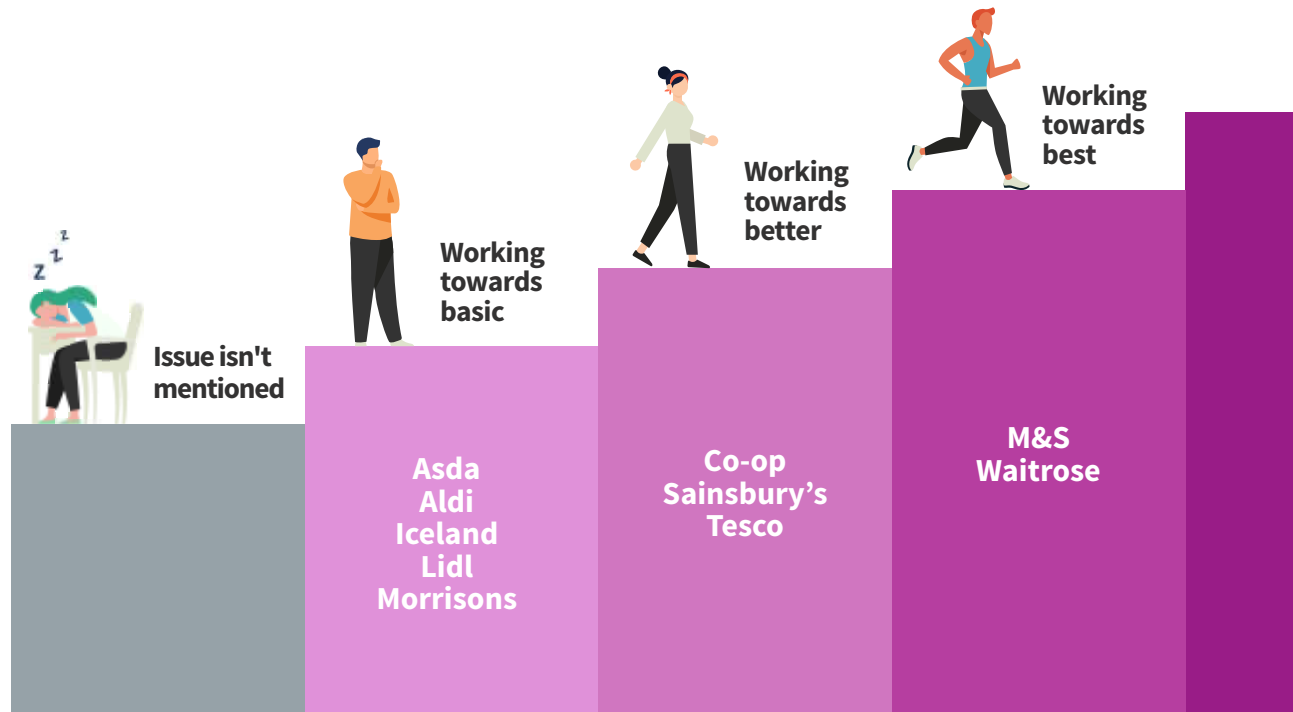 z
z
z
Issue isn't
mentioned
Working
towards
basic
Asda
Aldi
Iceland
Lidl
Morrisons
Working
towards
better
Co-op
Sainsbury’s
Tesco
Working
towards
best
M&S
Waitrose